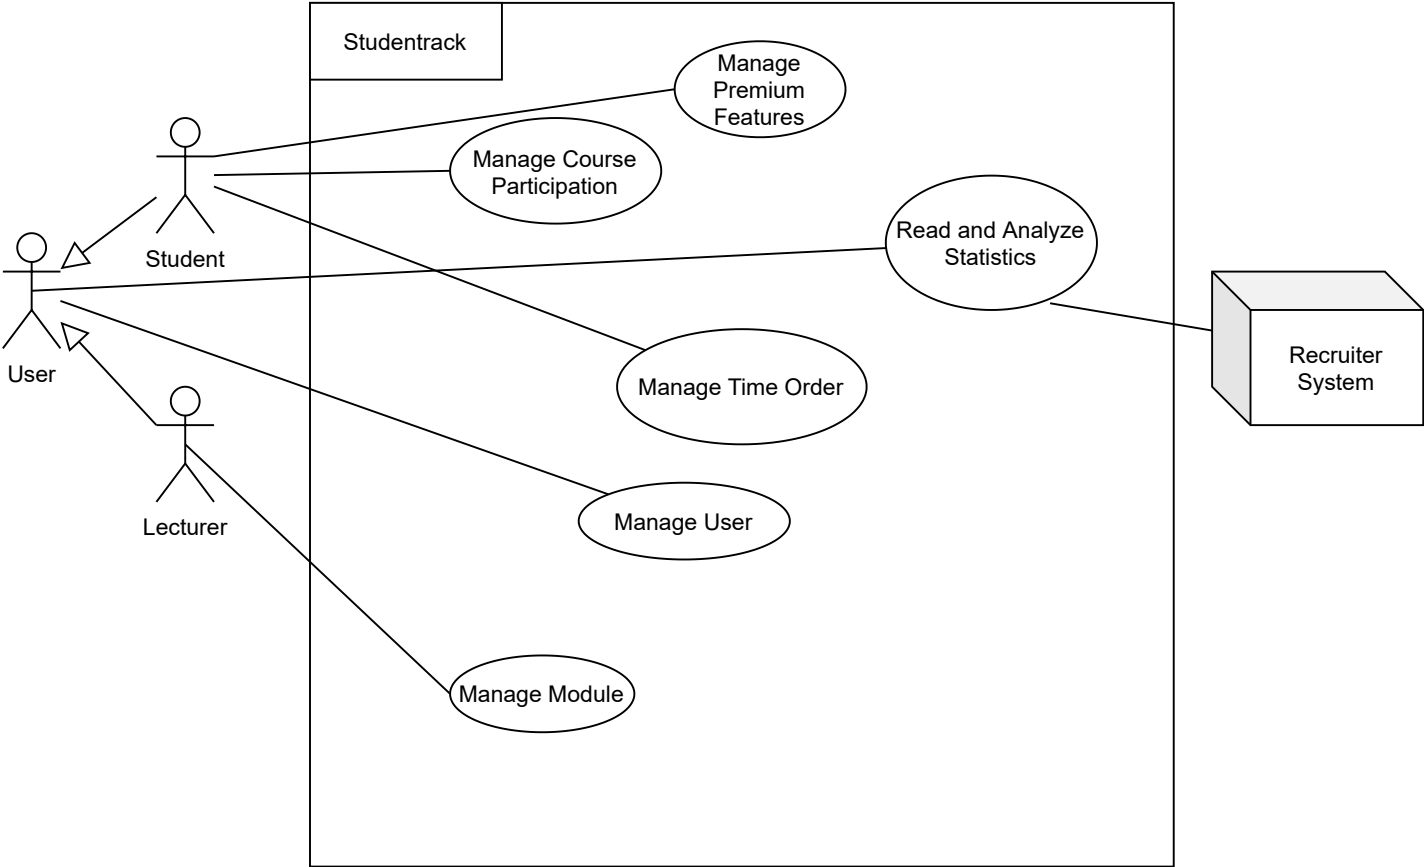 Studentrack
Manage
Premium
Features
Manage Course
Participation
Read and Analyze
Statistics
Student
User
Recruiter
System
Manage Time Order
Lecturer
Manage User
Manage Module